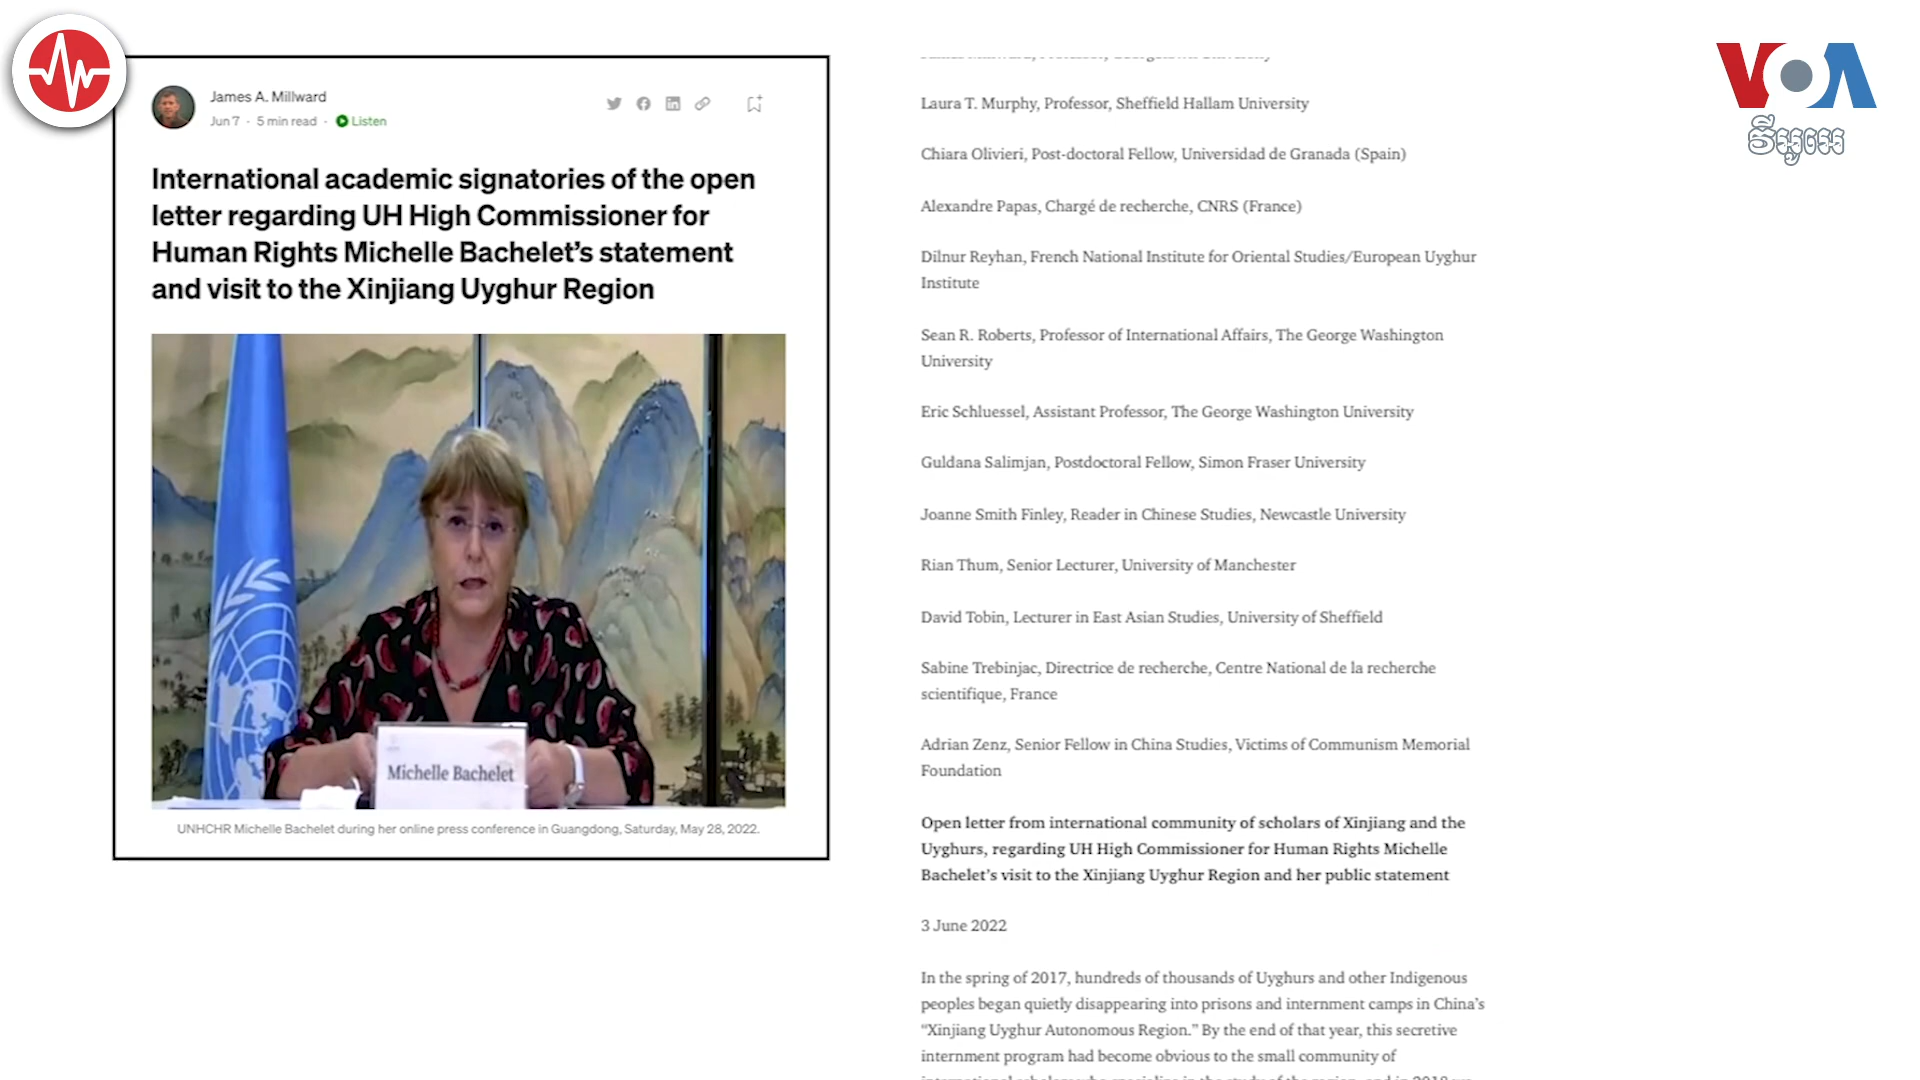 James A. Millward
Jun 7 · 5 min read · Listen
International academic signatories of the open
letter regarding UH High Commissioner for
Human Rights Michelle Bachelet’s statement
and visit to the Xinjiang Uyghur Region
Michelle Bachelet
UNHCHR Michelle Bachelet during her online press conference in Guangdong, Saturday, May 28, 2022.
Laura T. Murphy, Professor, Sheffield Hallam University
Chiara Olivieri, Post-doctoral Fellow, Universidad de Granada (Spain)
Alexandre Papas, Chargé de recherche, CNRS (France)
Dilnur Reyhan, French National Institute for Oriental Studies/European Uyghur
Institute
Sean R. Roberts, Professor of International Affairs, The George Washington
University
Eric Schluessel, Assistant Professor, The George Washington University
Guldana Salimjan, Postdoctoral Fellow, Simon Fraser University
Joanne Smith Finley, Reader in Chinese Studies, Newcastle University
Rian Thum, Senior Lecturer, University of Manchester
David Tobin, Lecturer in East Asian Studies, University of Sheffield
Sabine Trebinjac, Directrice de recherche, Centre National de la recherche
scientifique, France
Adrian Zenz, Senior Fellow in China Studies, Victims of Communism Memorial
Foundation
Open letter from international community of scholars of Xinjiang and the
Uyghurs, regarding UH High Commissioner for Human Rights Michelle
Bachelet’s visit to the Xinjiang Uyghur Region and her public statement
3 June 2022
In the spring of 2017, hundreds of thousands of Uyghurs and other Indigenous
peoples began quietly disappearing into prisons and internment camps in China’s
“Xinjiang Uyghur Autonomous Region.” By the end of that year, this secretive
internment program had become obvious to the small community of
VOA
វីអូអេ